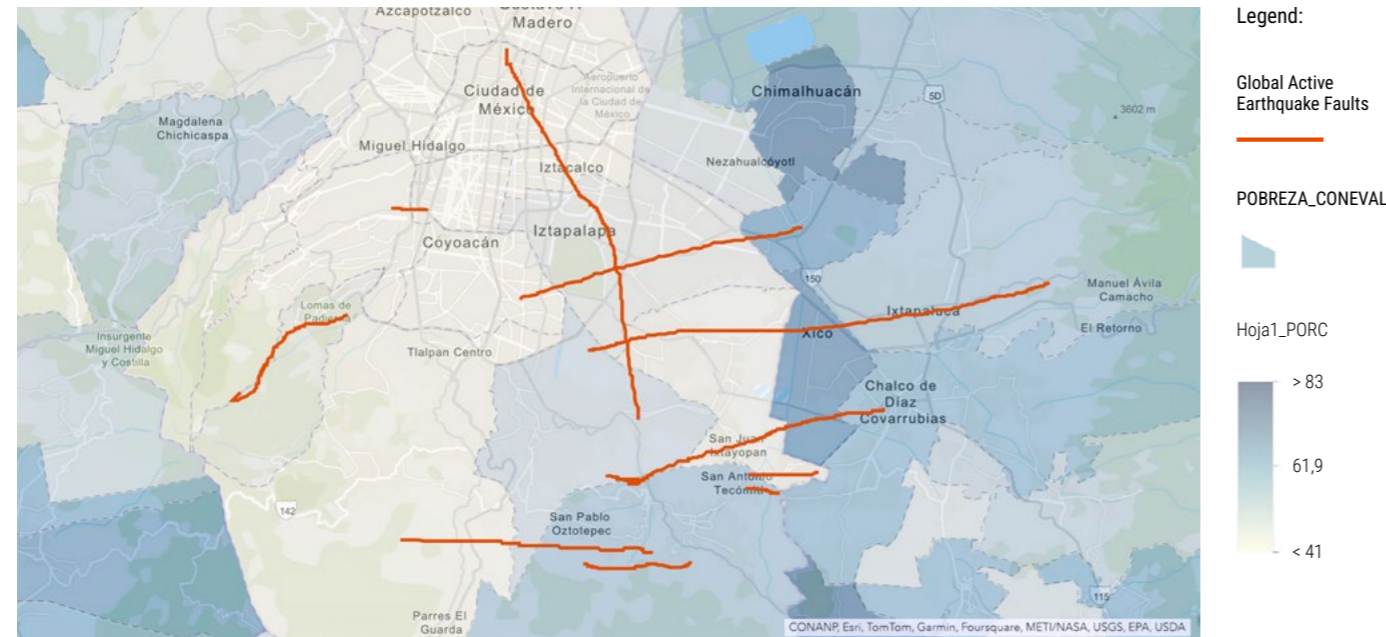 Azcapotzalco
Gustavo A
Madero
Ciudad de
México
Aeropuerto
Internacional de
la Ciudad de
México
Chimalhuacán
5D
3602 m
Magdalena
Chichicaspa
Miguel Hidalgo
Iztacalco
Nezahualcóyotl
Iztapalapa
Coyoacán
150
Manuel Ávila
Camacho
Lomas de
Padierna
Ixtapaluca
Xico
El Retorno
Insurgente
Miguel Hidalgo
y Costilla
Tlalpan Centro
Chalco de
Díaz
Covarrubias
San Juan
Ixtayopan
San Antonio
Tecómitl
142
San Pablo
Oztotepec
115
Parres El
Guarda
CONANP, Esri, TomTom, Garmin, Foursquare, METI/NASA, USGS, EPA, USDA
Legend:
Global Active
Earthquake Faults
POBREZA_CONEVAL
Hoja1_PORC
> 83
61,9
< 41